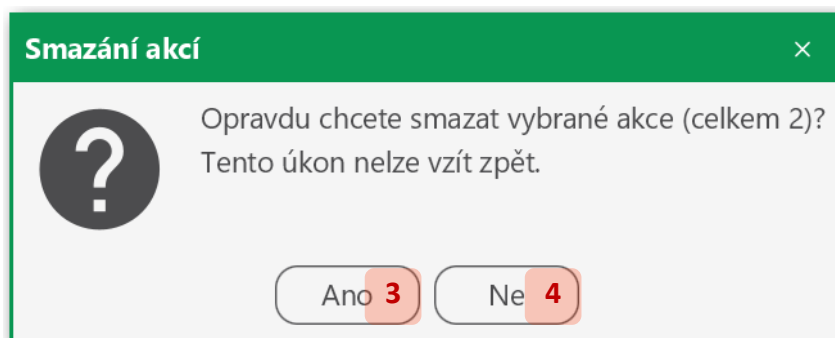 Smazání akcí
Opravdu chcete smazat vybrané akce (celkem 2)?
Tento úkon nelze vzít zpět.
Ano 3 Ne 4